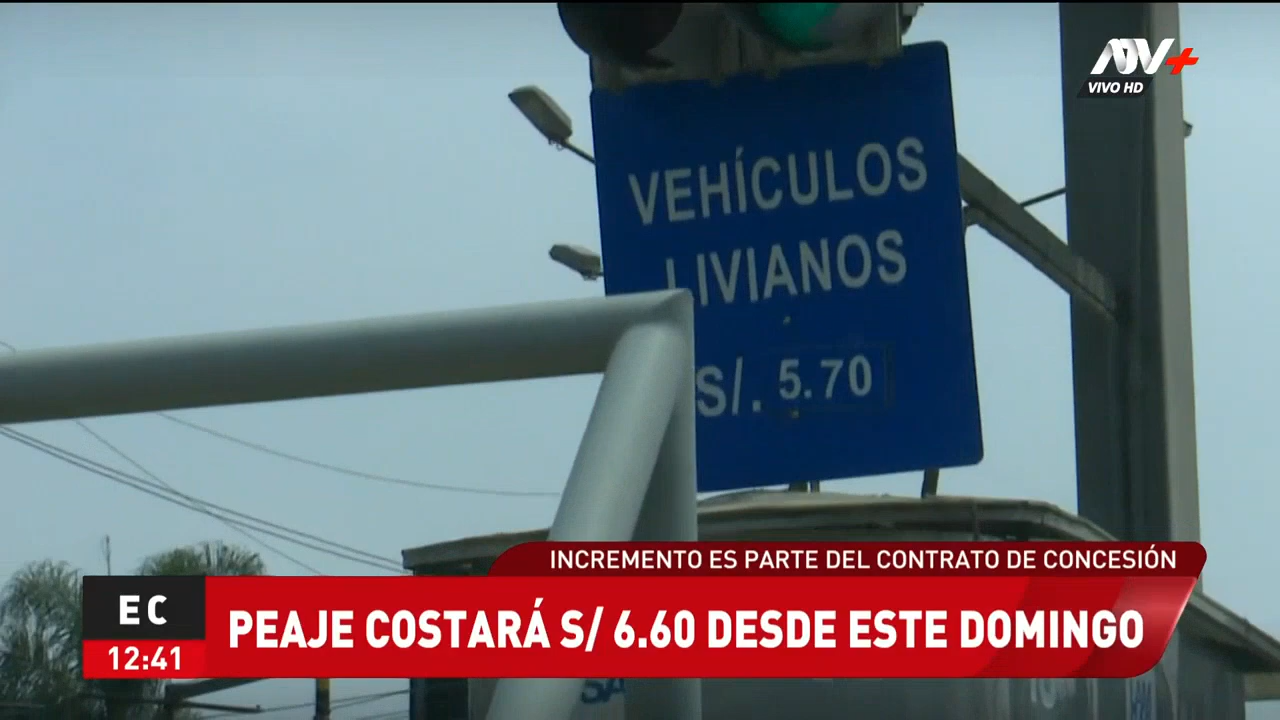 ATV+
VIVO HD
VEHÍCULOS
LIVIANOS
S/. 5.70
INCREMENTO ES PARTE DEL CONTRATO DE CONCESIÓN
EC
PEAJE COSTARÁ S/ 6.60 DESDE ESTE DOMINGO
12:41